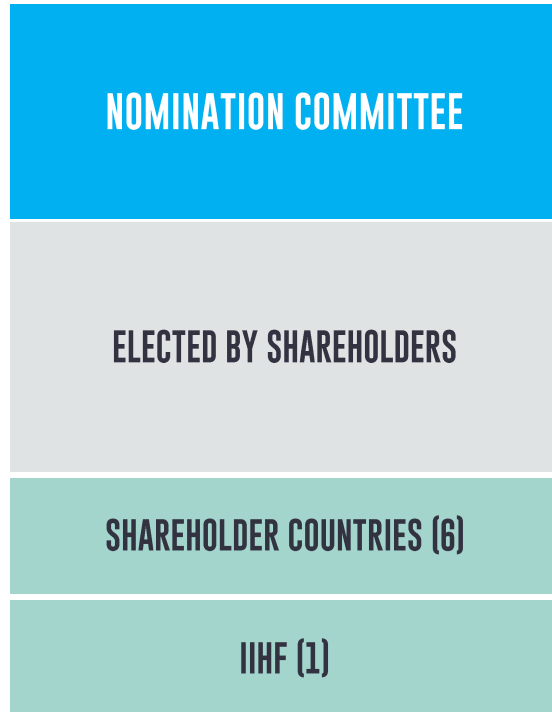 NOMINATION COMMITTEE
ELECTED BY SHAREHOLDERS
SHAREHOLDER COUNTRIES (6)
IIHF (1)